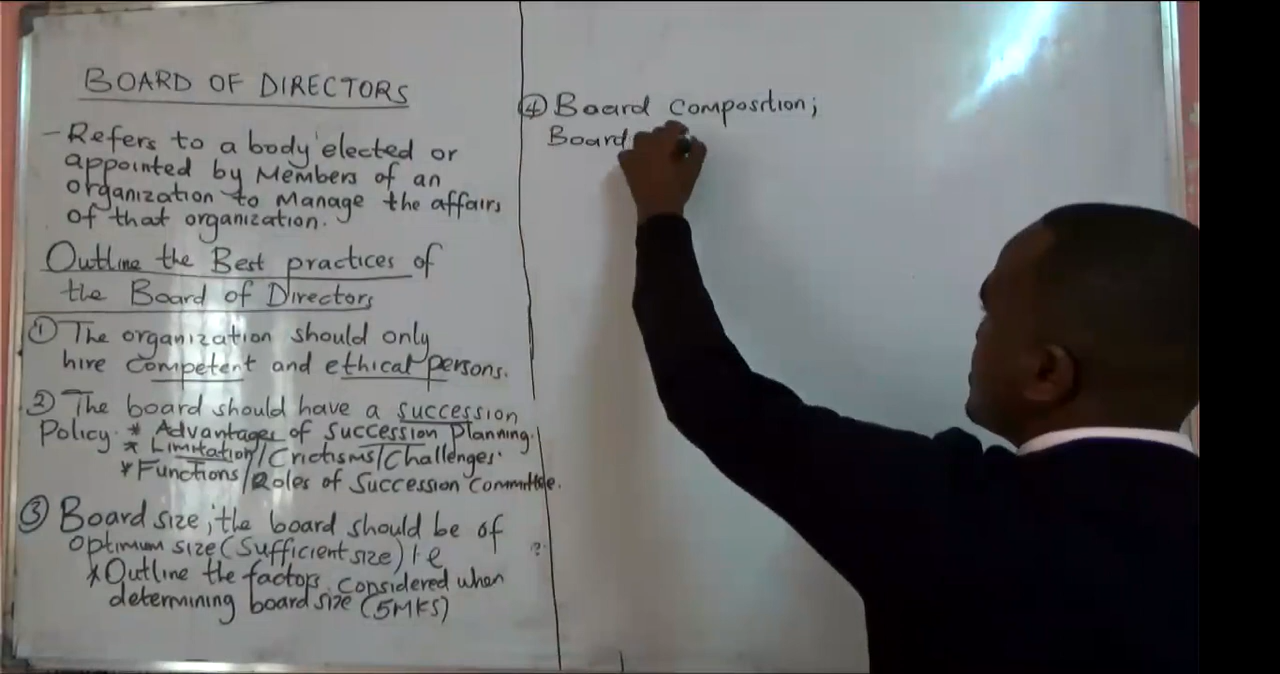 BOARD OF DIRECTORS
- Refers to a body elected or
appointed by Members of an
organization to Manage the affairs
of that organization.
Outline the Best practices of
the Board of Directors
① The organization should only
hire competent and ethical persons.
② The board should have a succession
Policy. * Advantages of Succession Planning.
* Limitation/Crictisms/Challenges.
* Functions/Roles of Succession Committee.
③ Board size; the board should be of
optimum size (Sufficient size) i.e
* Outline the factors considered when
determining board size (5MKS)
?
④ Board Composition;
Board